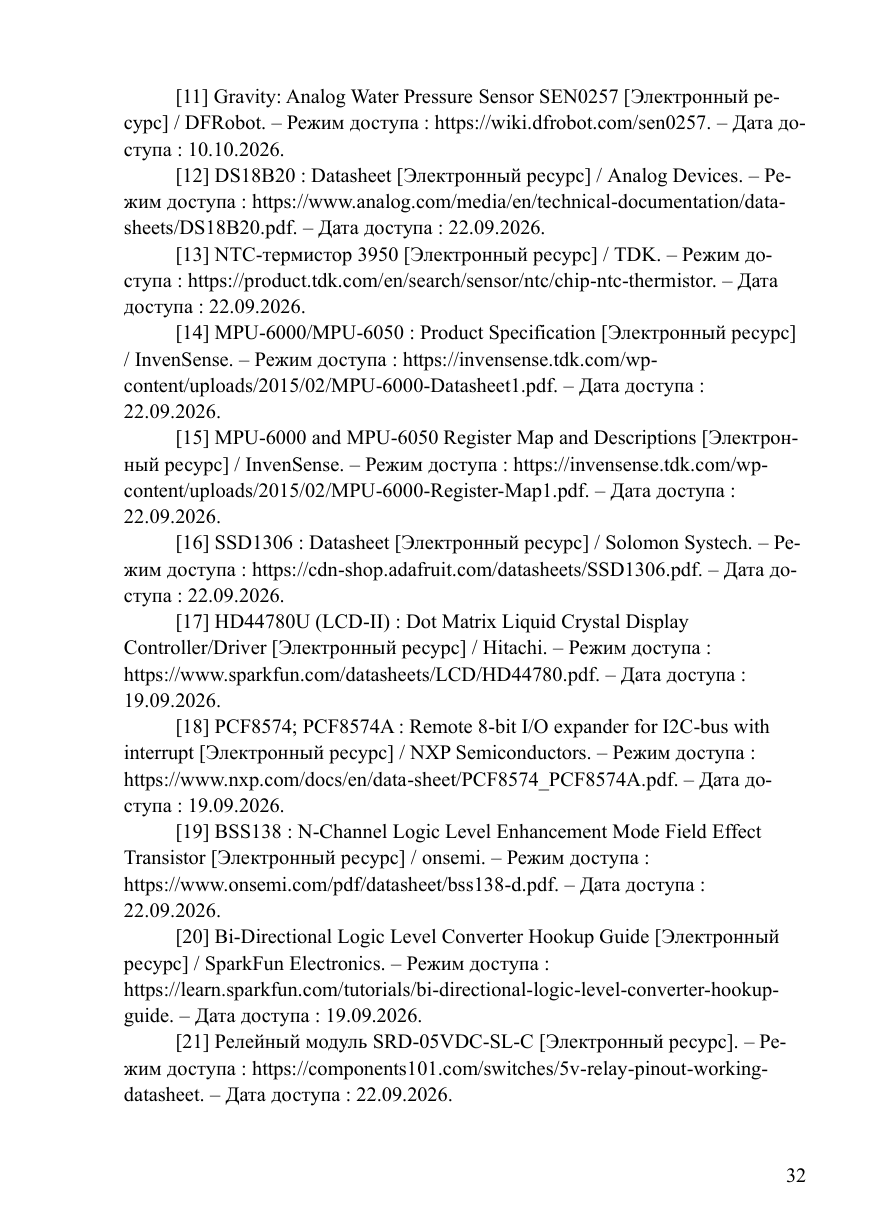 [11] Gravity: Analog Water Pressure Sensor SEN0257 [Электронный ре-
сурс] / DFRobot. – Режим доступа : https://wiki.dfrobot.com/sen0257. – Дата до-
ступа : 10.10.2026.
[12] DS18B20 : Datasheet [Электронный ресурс] / Analog Devices. – Ре-
жим доступа : https://www.analog.com/media/en/technical-documentation/data-
sheets/DS18B20.pdf. – Дата доступа : 22.09.2026.
[13] NTC-термистор 3950 [Электронный ресурс] / TDK. – Режим до-
ступа : https://product.tdk.com/en/search/sensor/ntc/chip-ntc-thermistor. – Дата
доступа : 22.09.2026.
[14] MPU-6000/MPU-6050 : Product Specification [Электронный ресурс]
/ InvenSense. – Режим доступа : https://invensense.tdk.com/wp-
content/uploads/2015/02/MPU-6000-Datasheet1.pdf. – Дата доступа :
22.09.2026.
[15] MPU-6000 and MPU-6050 Register Map and Descriptions [Электрон-
ный ресурс] / InvenSense. – Режим доступа : https://invensense.tdk.com/wp-
content/uploads/2015/02/MPU-6000-Register-Map1.pdf. – Дата доступа :
22.09.2026.
[16] SSD1306 : Datasheet [Электронный ресурс] / Solomon Systech. – Ре-
жим доступа : https://cdn-shop.adafruit.com/datasheets/SSD1306.pdf. – Дата до-
ступа : 22.09.2026.
[17] HD44780U (LCD-II) : Dot Matrix Liquid Crystal Display
Controller/Driver [Электронный ресурс] / Hitachi. – Режим доступа :
https://www.sparkfun.com/datasheets/LCD/HD44780.pdf. – Дата доступа :
19.09.2026.
[18] PCF8574; PCF8574A : Remote 8-bit I/O expander for I2C-bus with
interrupt [Электронный ресурс] / NXP Semiconductors. – Режим доступа :
https://www.nxp.com/docs/en/data-sheet/PCF8574_PCF8574A.pdf. – Дата до-
ступа : 19.09.2026.
[19] BSS138 : N-Channel Logic Level Enhancement Mode Field Effect
Transistor [Электронный ресурс] / onsemi. – Режим доступа :
https://www.onsemi.com/pdf/datasheet/bss138-d.pdf. – Дата доступа :
22.09.2026.
[20] Bi-Directional Logic Level Converter Hookup Guide [Электронный
ресурс] / SparkFun Electronics. – Режим доступа :
https://learn.sparkfun.com/tutorials/bi-directional-logic-level-converter-hookup-
guide. – Дата доступа : 19.09.2026.
[21] Релейный модуль SRD-05VDC-SL-C [Электронный ресурс]. – Ре-
жим доступа : https://components101.com/switches/5v-relay-pinout-working-
datasheet. – Дата доступа : 22.09.2026.
32